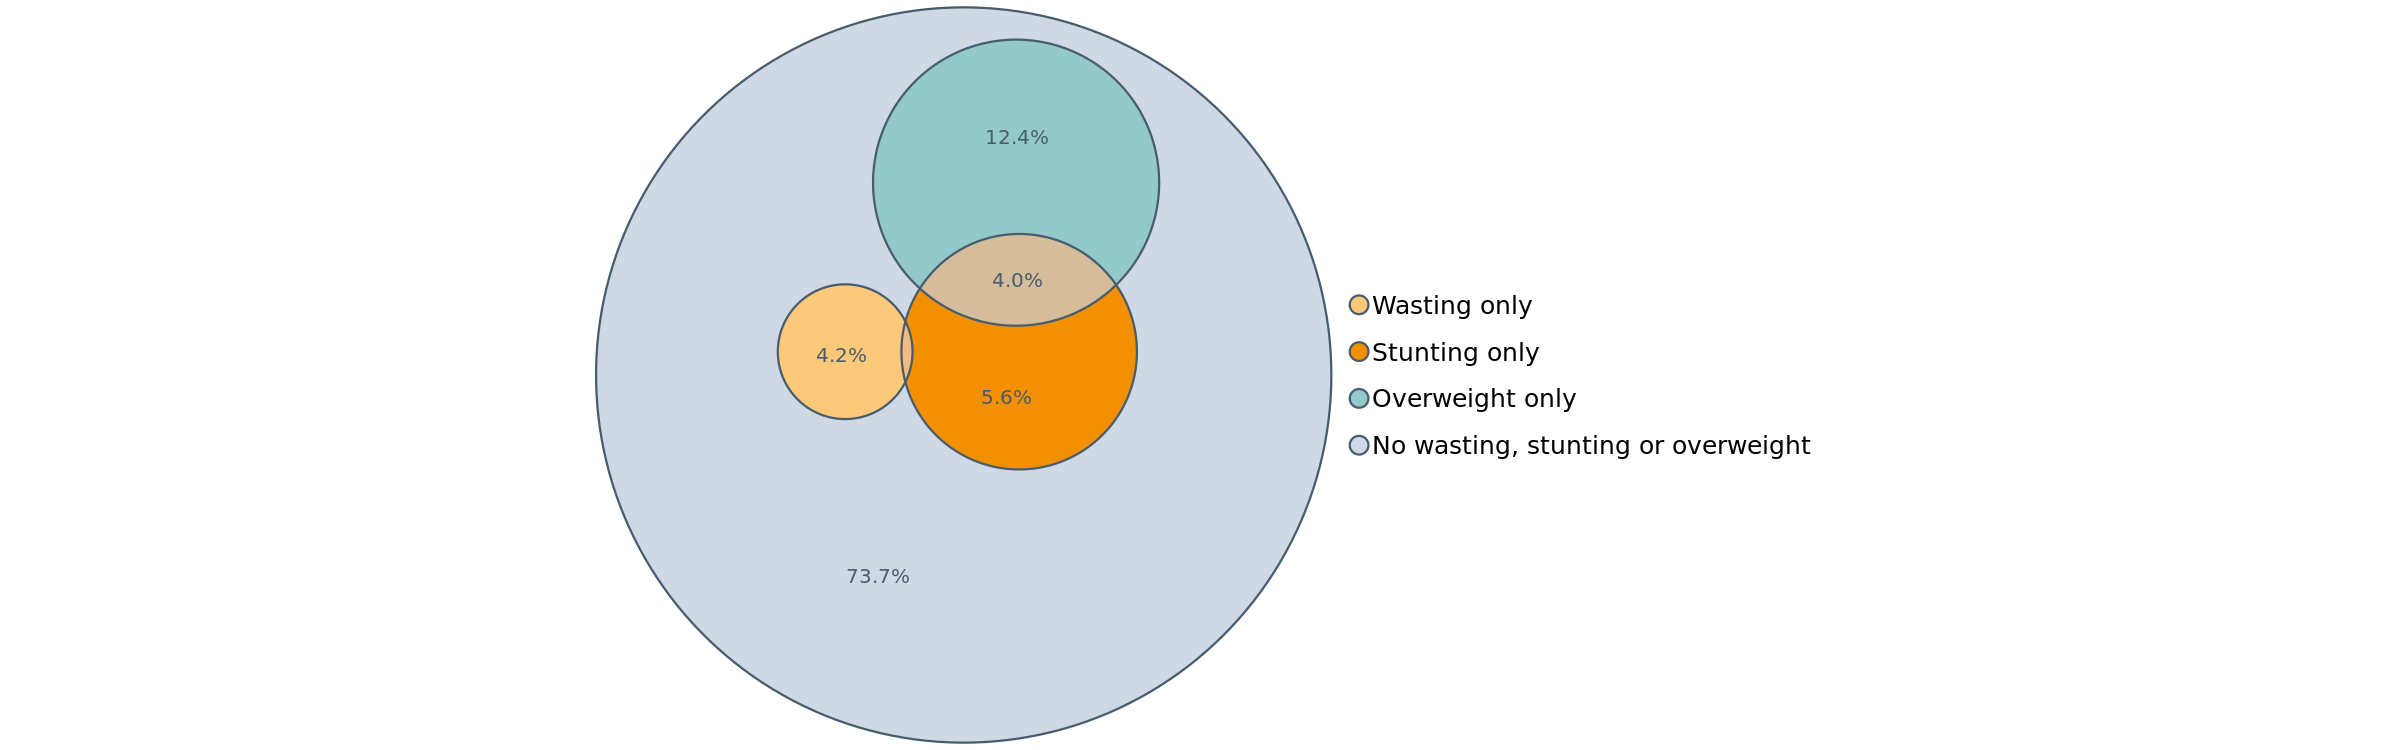 12.4%
4.0%
4.2%
5.6%
73.7%
Wasting only
Stunting only
Overweight only
No wasting, stunting or overweight